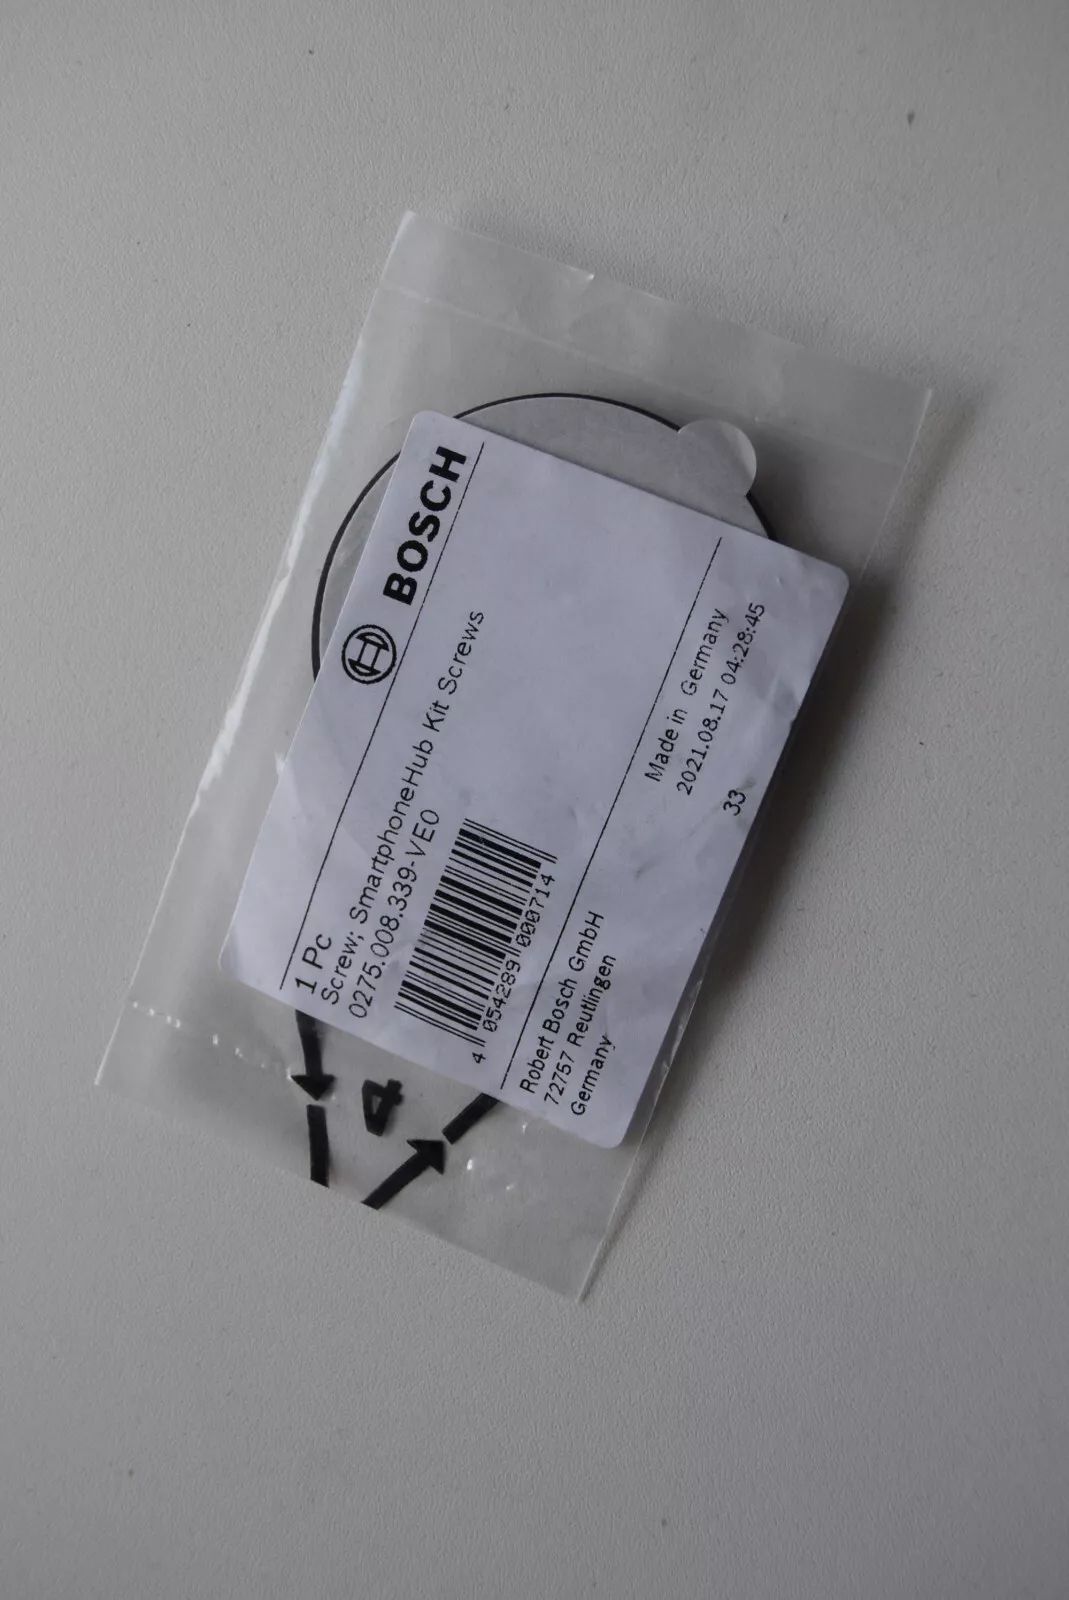 BOSCH
1 Pc
Screw; SmartphoneHub Kit Screws
0275.008.339-VE0
4 054289 000714
Made in Germany
2021.08.17 04:28:45
33
Robert Bosch GmbH
72757 Reutlingen
Germany
4